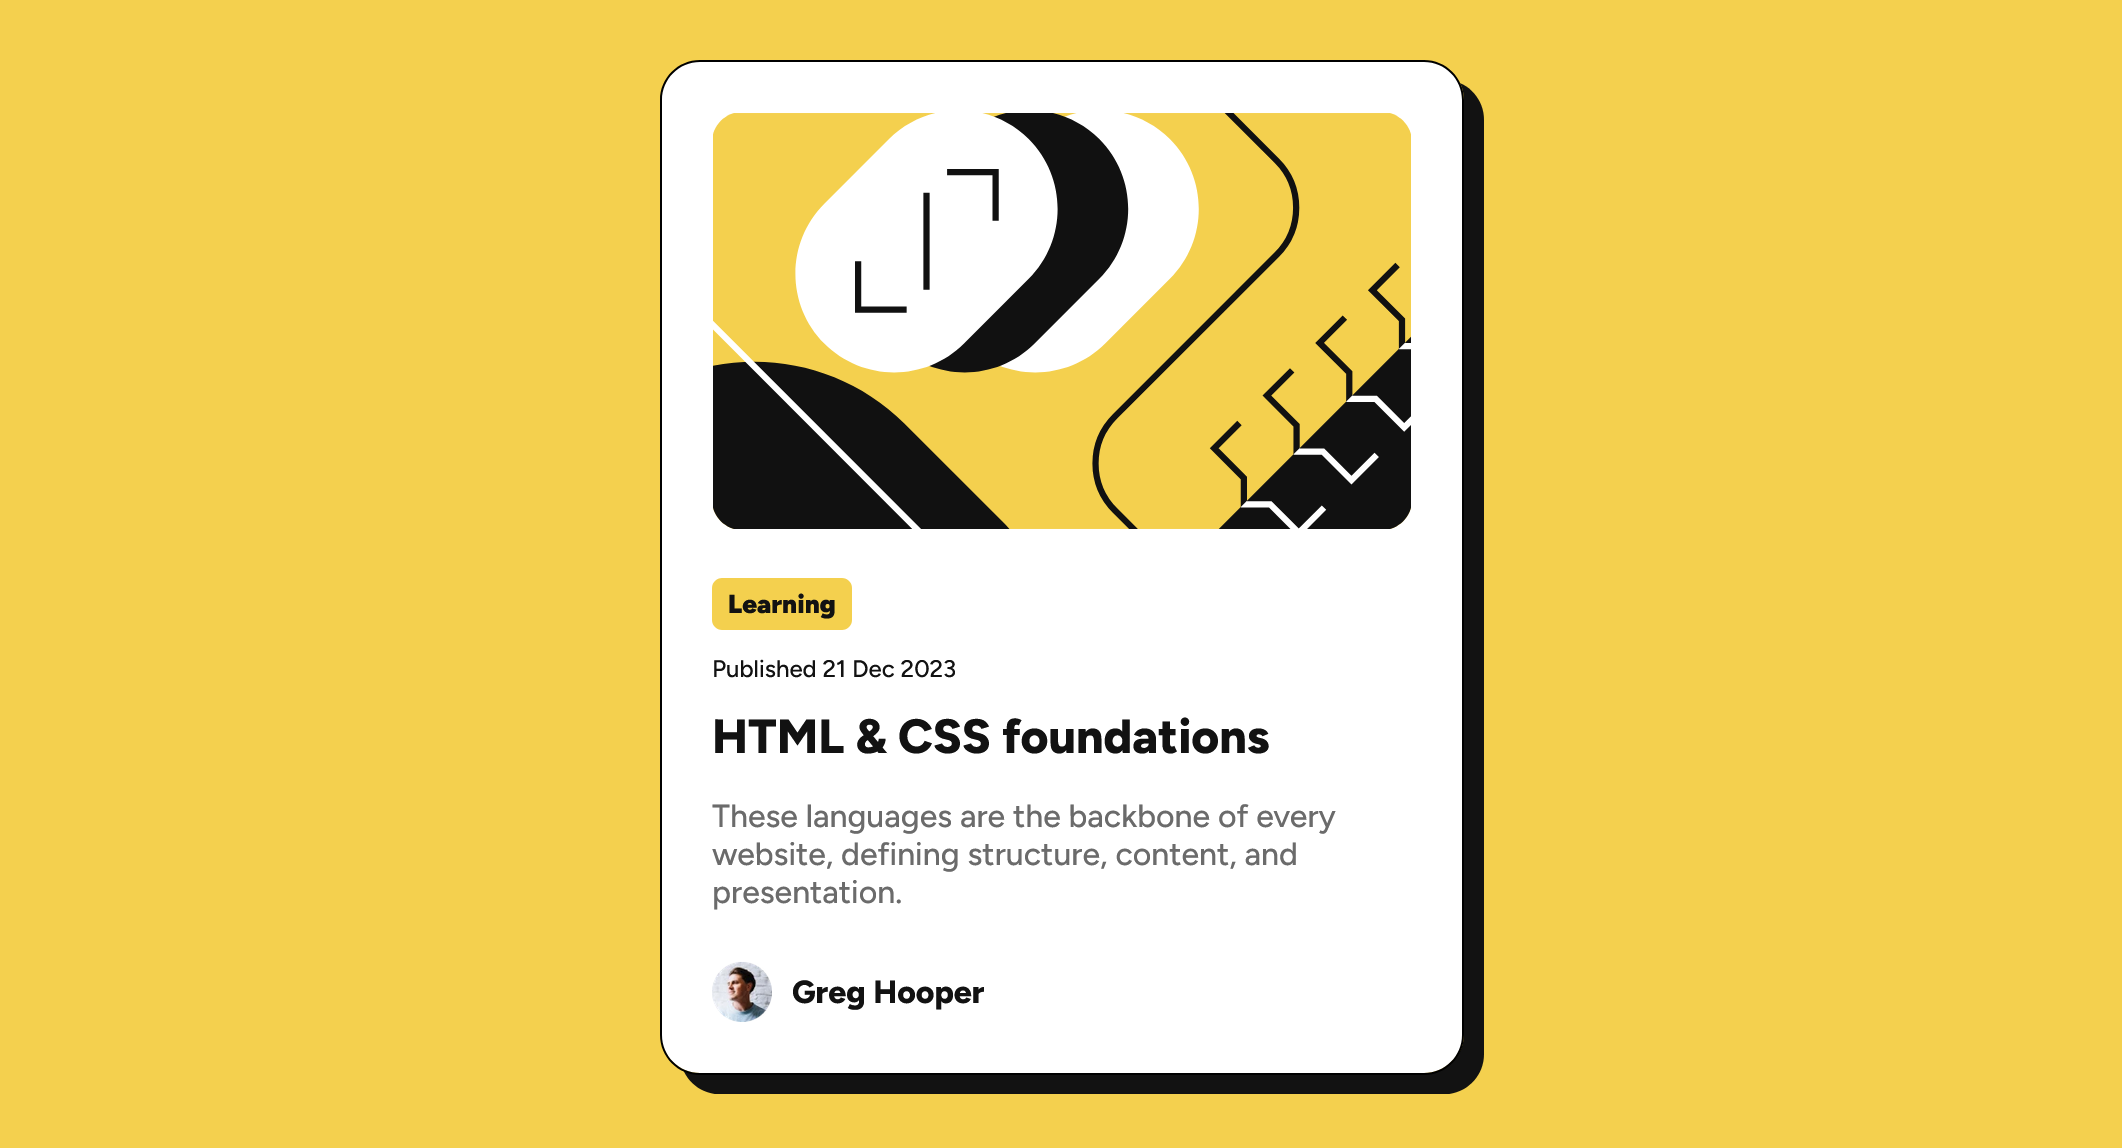 Learning
Published 21 Dec 2023
HTML & CSS foundations
These languages are the backbone of every
website, defining structure, content, and
presentation.
Greg Hooper